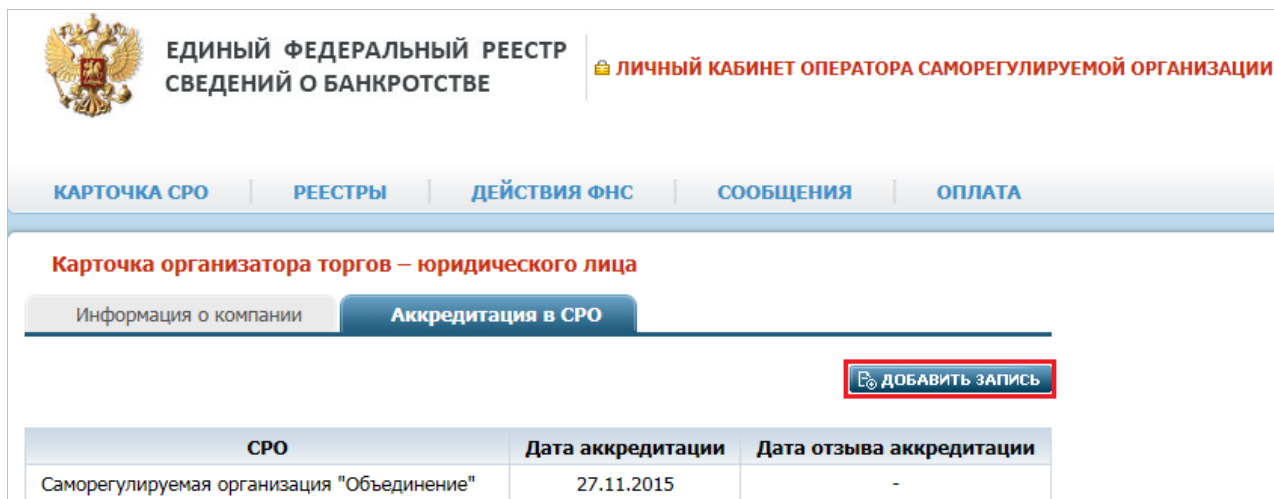 ЕДИНЫЙ ФЕДЕРАЛЬНЫЙ РЕЕСТР
СВЕДЕНИЙ О БАНКРОТСТВЕ
ЛИЧНЫЙ КАБИНЕТ ОПЕРАТОРА САМОРЕГУЛИРУЕМОЙ ОРГАНИЗАЦИИ
КАРТОЧКА СРО РЕЕСТРЫ ДЕЙСТВИЯ ФНС СООБЩЕНИЯ ОПЛАТА
Карточка организатора торгов – юридического лица
Информация о компании Аккредитация в СРО
ДОБАВИТЬ ЗАПИСЬ
СРО Дата аккредитации Дата отзыва аккредитации
Саморегулируемая организация "Объединение" 27.11.2015 -